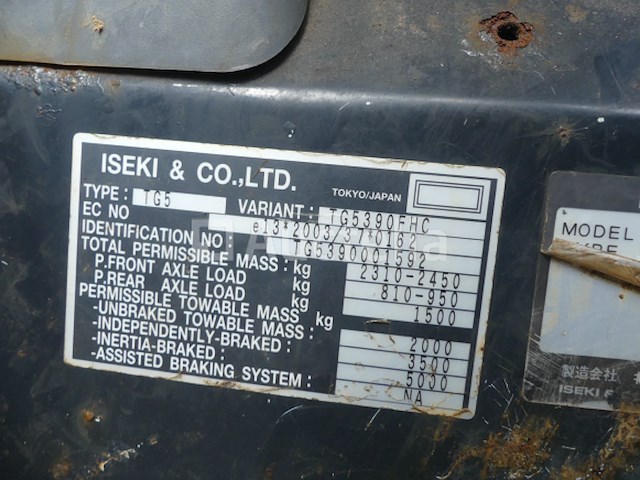 ISEKI & CO.,LTD.
TOKYO/JAPAN
TYPE : TG5
VARIANT: TG5390FHC
EC NO e13*2003/37*0162
IDENTIFICATION NO TG5390001592
TOTAL PERMISSIBLE MASS : kg 2310-2450
P.FRONT AXLE LOAD kg 810-950
P.REAR AXLE LOAD kg 1500
PERMISSIBLE TOWABLE MASS kg
-UNBRAKED TOWABLE MASS : 2000
-INDEPENDENTLY-BRAKED : 3500
-INERTIA-BRAKED : 5000
-ASSISTED BRAKING SYSTEM : NA
MODEL
TYPE
製造会社
ISEKI